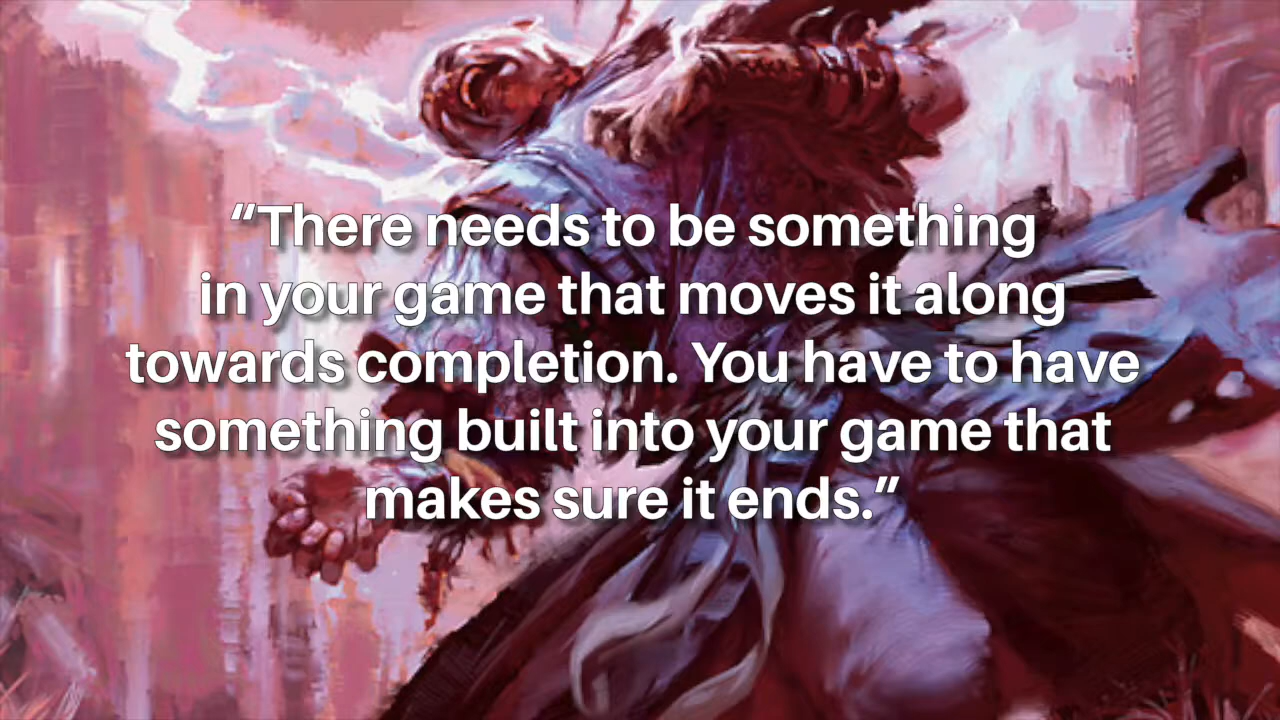 “There needs to be something
in your game that moves it along
towards completion. You have to have
something built into your game that
makes sure it ends.”